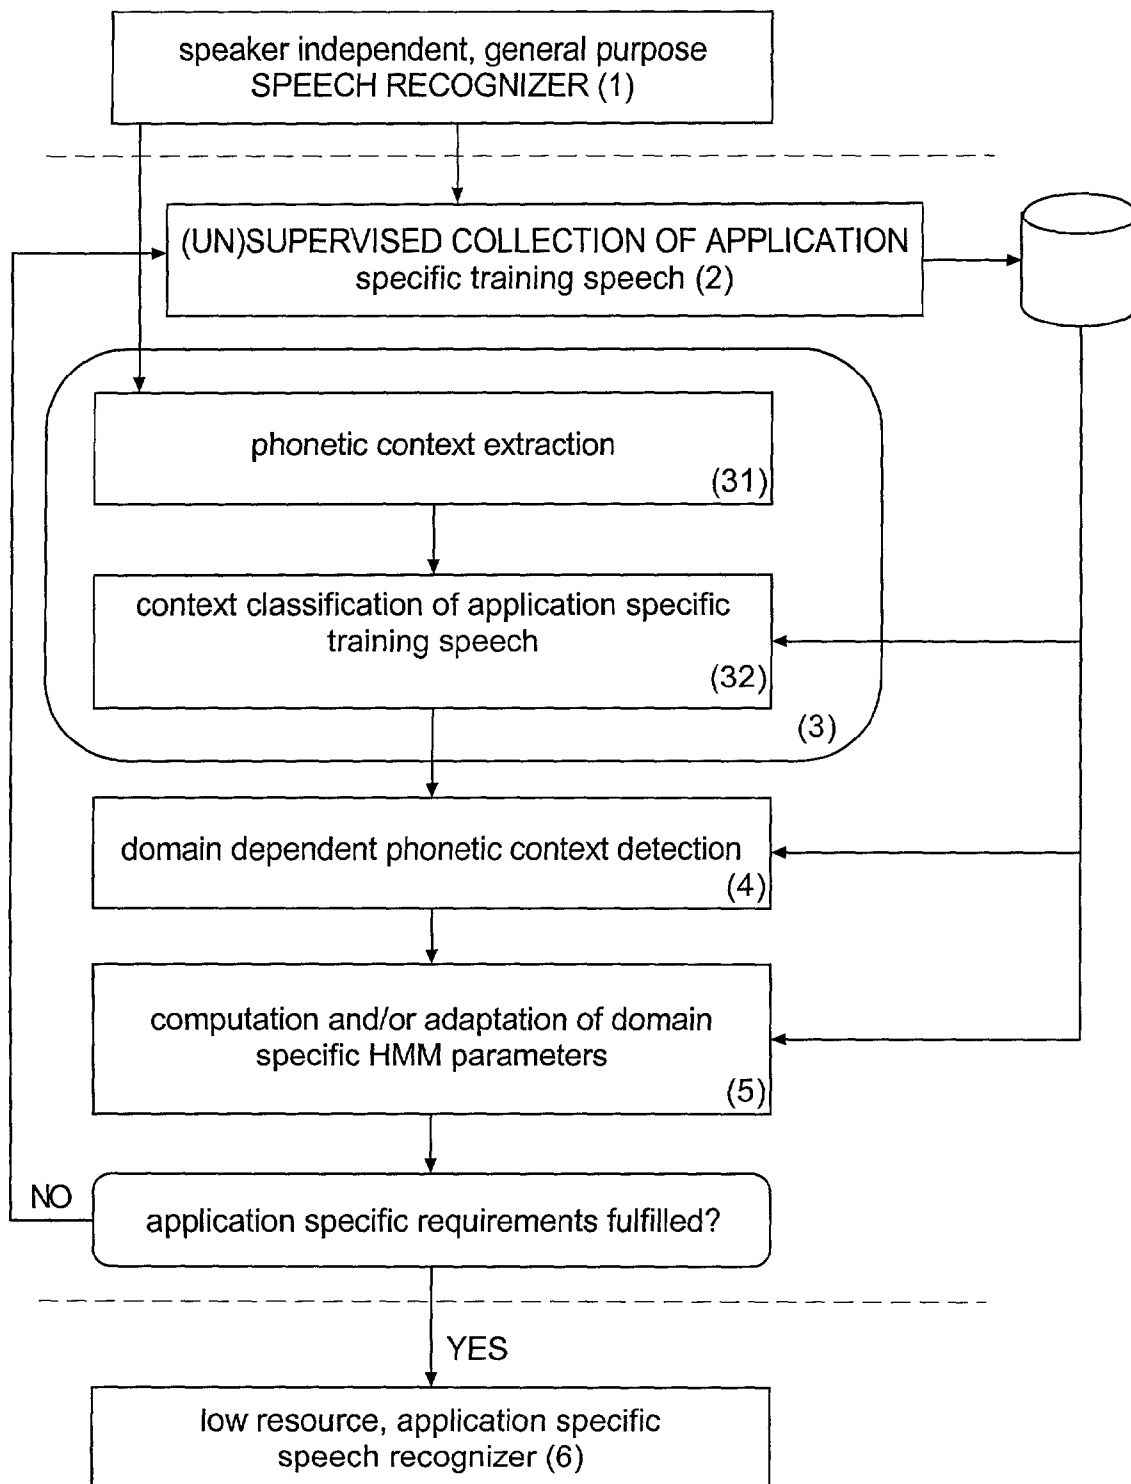 speaker independent, general purpose
SPEECH RECOGNIZER (1)
(UN)SUPERVISED COLLECTION OF APPLICATION
specific training speech (2)
phonetic context extraction
(31)
context classification of application specific
training speech
(32)
(3)
domain dependent phonetic context detection
(4)
computation and/or adaptation of domain
specific HMM parameters
(5)
NO
application specific requirements fulfilled?
YES
low resource, application specific
speech recognizer (6)